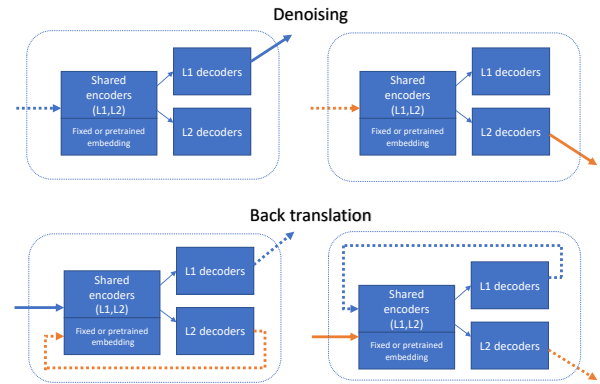 Denoising
Shared
encoders
(L1,L2)
Fixed or pretrained
embedding
L1 decoders
L2 decoders
Shared
encoders
(L1,L2)
Fixed or pretrained
embedding
L1 decoders
L2 decoders
Back translation
Shared
encoders
(L1,L2)
Fixed or pretrained
embedding
L1 decoders
L2 decoders
Shared
encoders
(L1,L2)
Fixed or pretrained
embedding
L1 decoders
L2 decoders